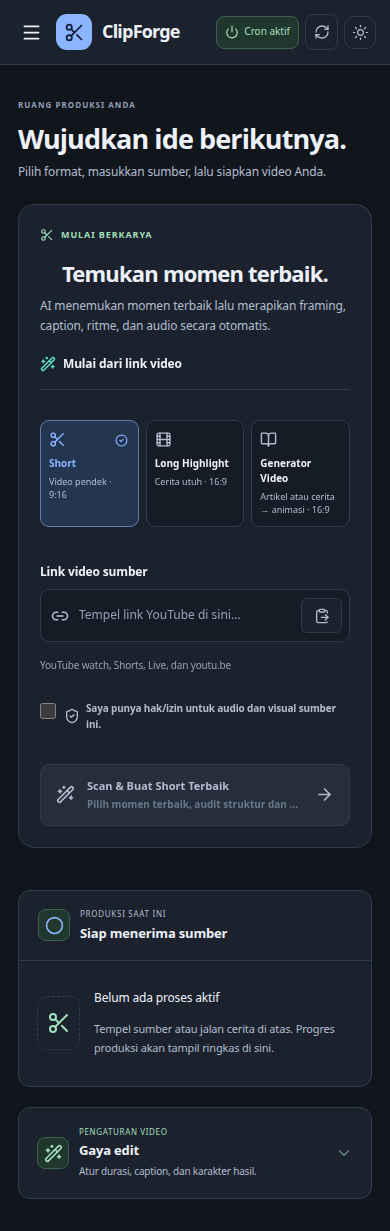 ClipForge
Cron aktif
RUANG PRODUKSI ANDA
Wujudkan ide berikutnya.
Pilih format, masukkan sumber, lalu siapkan video Anda.
MULAI BERKARYA
Temukan momen terbaik.
AI menemukan momen terbaik lalu merapikan framing,
caption, ritme, dan audio secara otomatis.
Mulai dari link video
Short
Video pendek ·
9:16
Long Highlight
Cerita utuh · 16:9
Generator
Video
Artikel atau cerita
→ animasi · 16:9
Link video sumber
Tempel link YouTube di sini...
YouTube watch, Shorts, Live, dan youtu.be
Saya punya hak/izin untuk audio dan visual sumber
ini.
Scan & Buat Short Terbaik
Pilih momen terbaik, audit struktur dan ...
PRODUKSI SAAT INI
Siap menerima sumber
Belum ada proses aktif
Tempel sumber atau jalan cerita di atas. Progres
produksi akan tampil ringkas di sini.
PENGATURAN VIDEO
Gaya edit
Atur durasi, caption, dan karakter hasil.